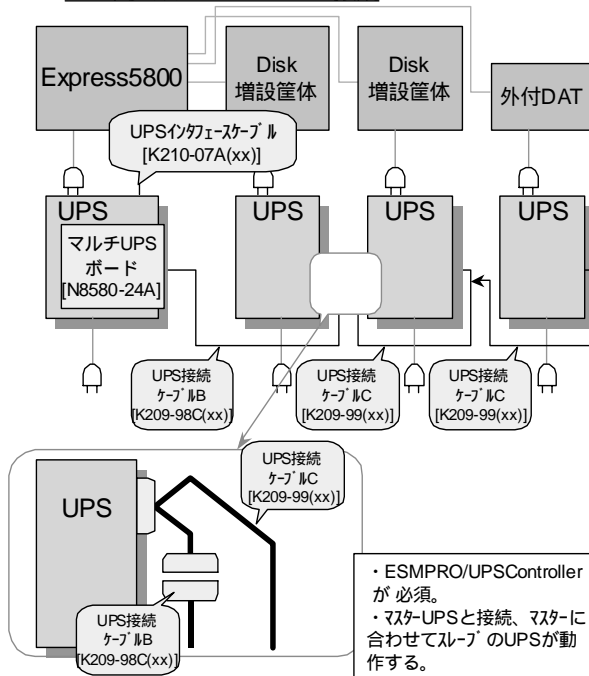 Express5800
Disk
増設筐体
Disk
増設筐体
外付DAT
UPSインタフェースケーブル
[K210-07A(xx)]
UPS
UPS
UPS
UPS
マルチUPS
ボード
[N8580-24A]
UPS接続
ケーブルB
[K209-98C(xx)]
UPS接続
ケーブルC
[K209-99(xx)]
UPS接続
ケーブルC
[K209-99(xx)]
UPS接続
ケーブルC
[K209-99(xx)]
UPS
UPS接続
ケーブルB
[K209-98C(xx)]
・ESMPRO/UPSController
が 必須。
・マスターUPSと接続、マスターに
合わせてスレーブのUPSが動
作する。